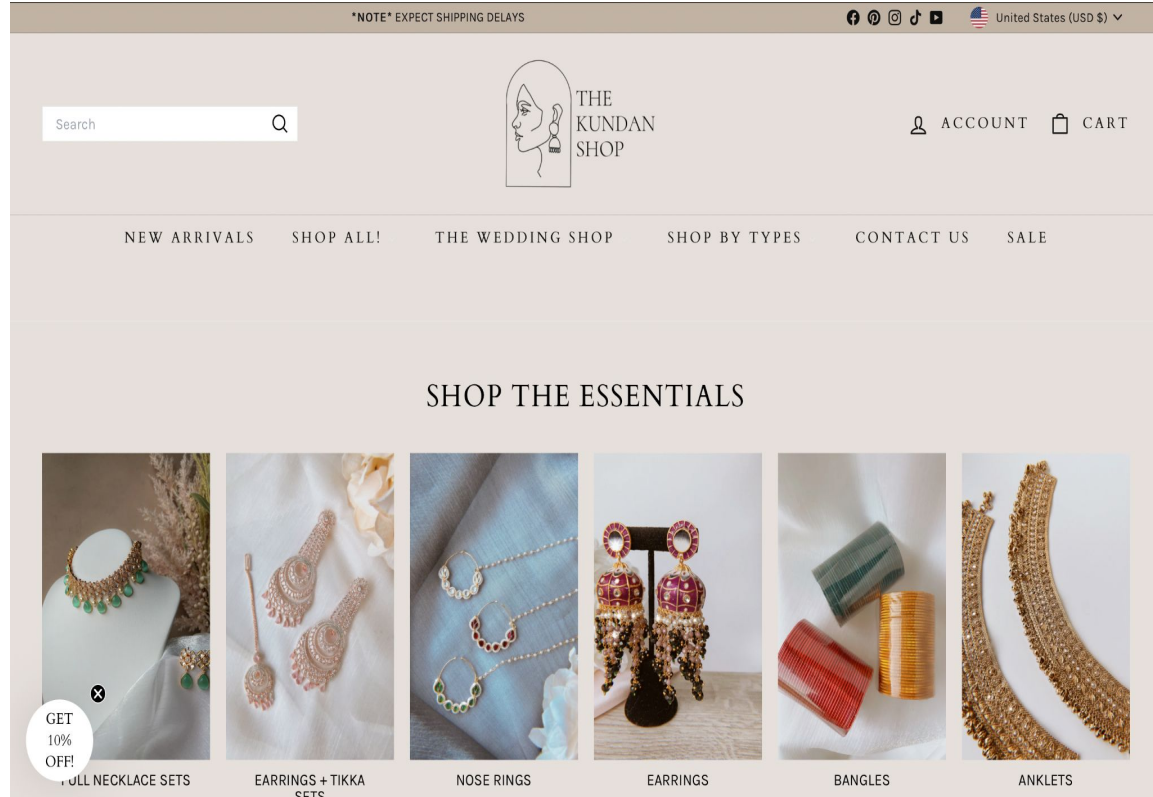 *NOTE* EXPECT SHIPPING DELAYS
United States (USD $)
Search
THE
KUNDAN
SHOP
ACCOUNT
CART
NEW ARRIVALS
SHOP ALL!
THE WEDDING SHOP
SHOP BY TYPES
CONTACT US
SALE
SHOP THE ESSENTIALS
GET
10%
OFF!
FULL NECKLACE SETS
EARRINGS + TIKKA
SETS
NOSE RINGS
EARRINGS
BANGLES
ANKLETS